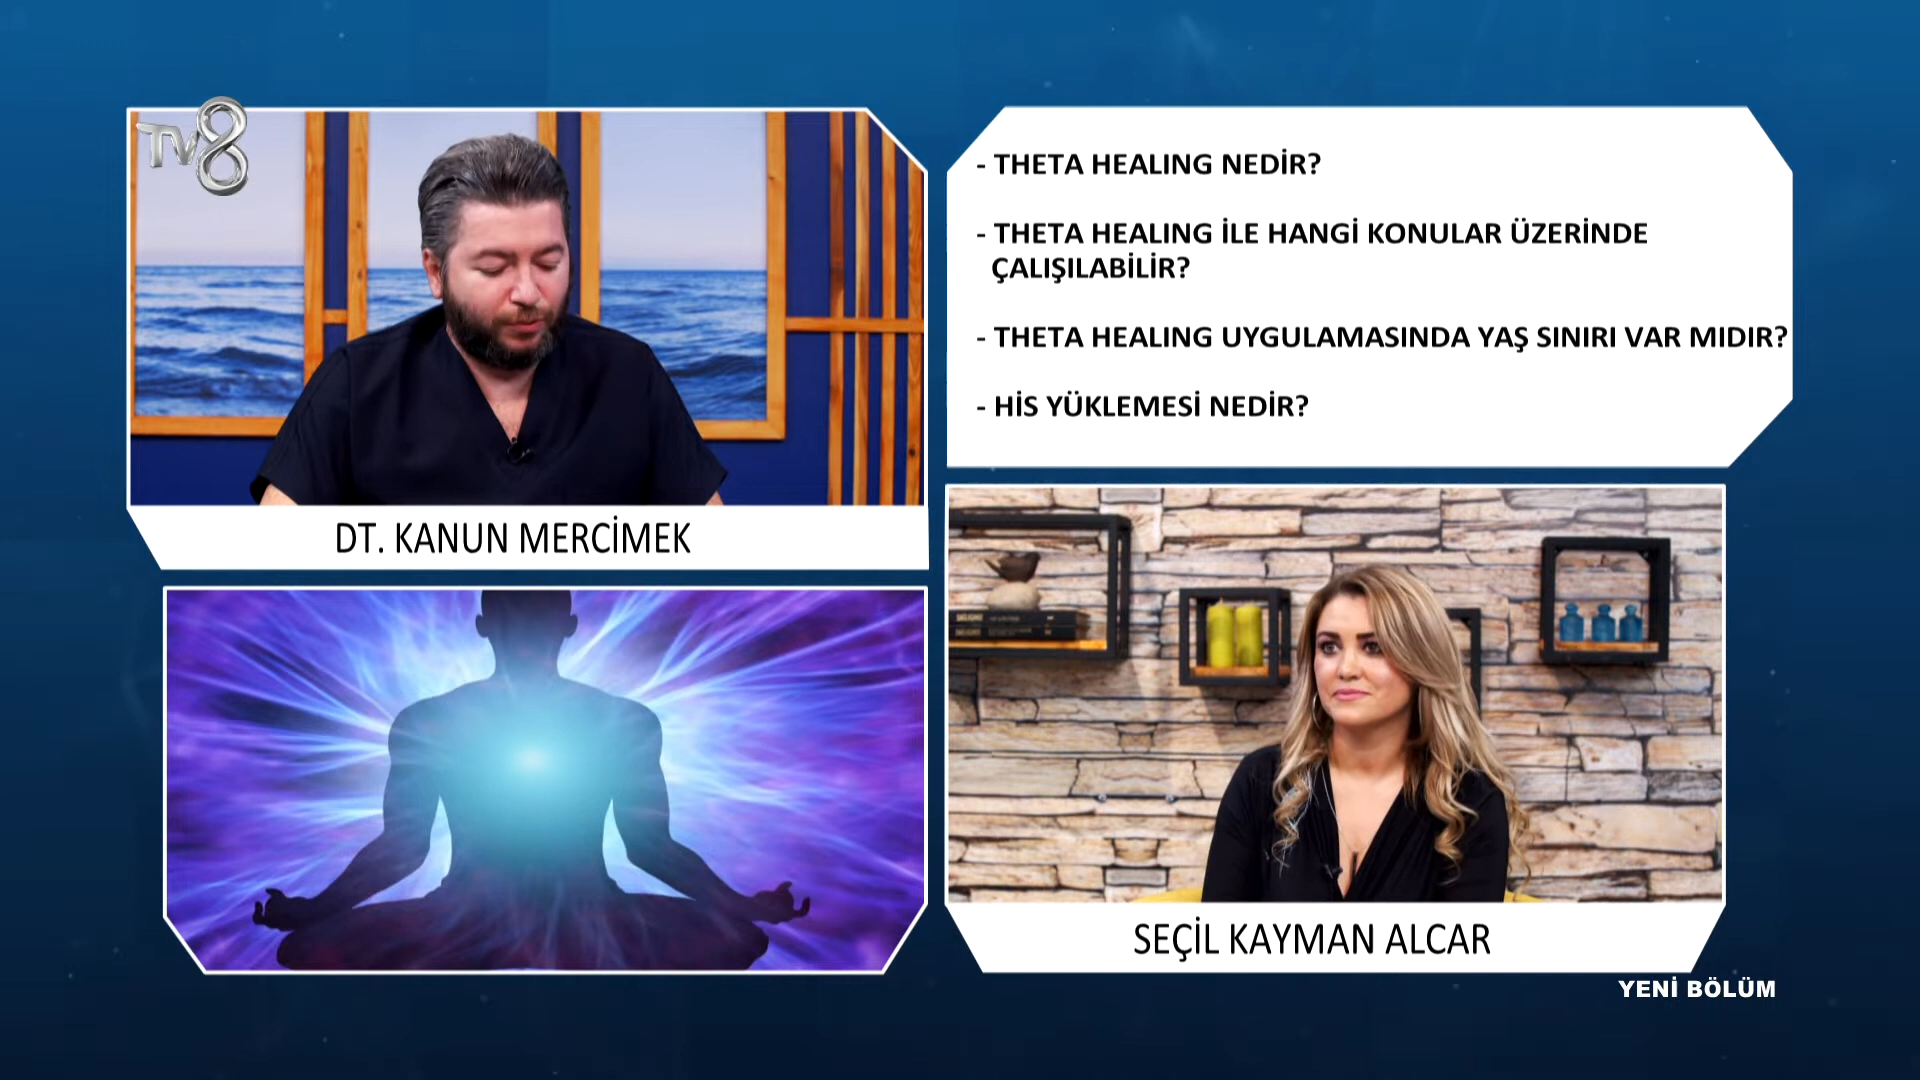 TV8
- THETA HEALING NEDİR?
- THETA HEALING İLE HANGİ KONULAR ÜZERİNDE
ÇALIŞILABİLİR?
- THETA HEALING UYGULAMASINDA YAŞ SINIRI VAR MIDIR?
- HİS YÜKLEMESİ NEDİR?
DT. KANUN MERCİMEK
SEÇİL KAYMAN ALCAR
YENİ BÖLÜM